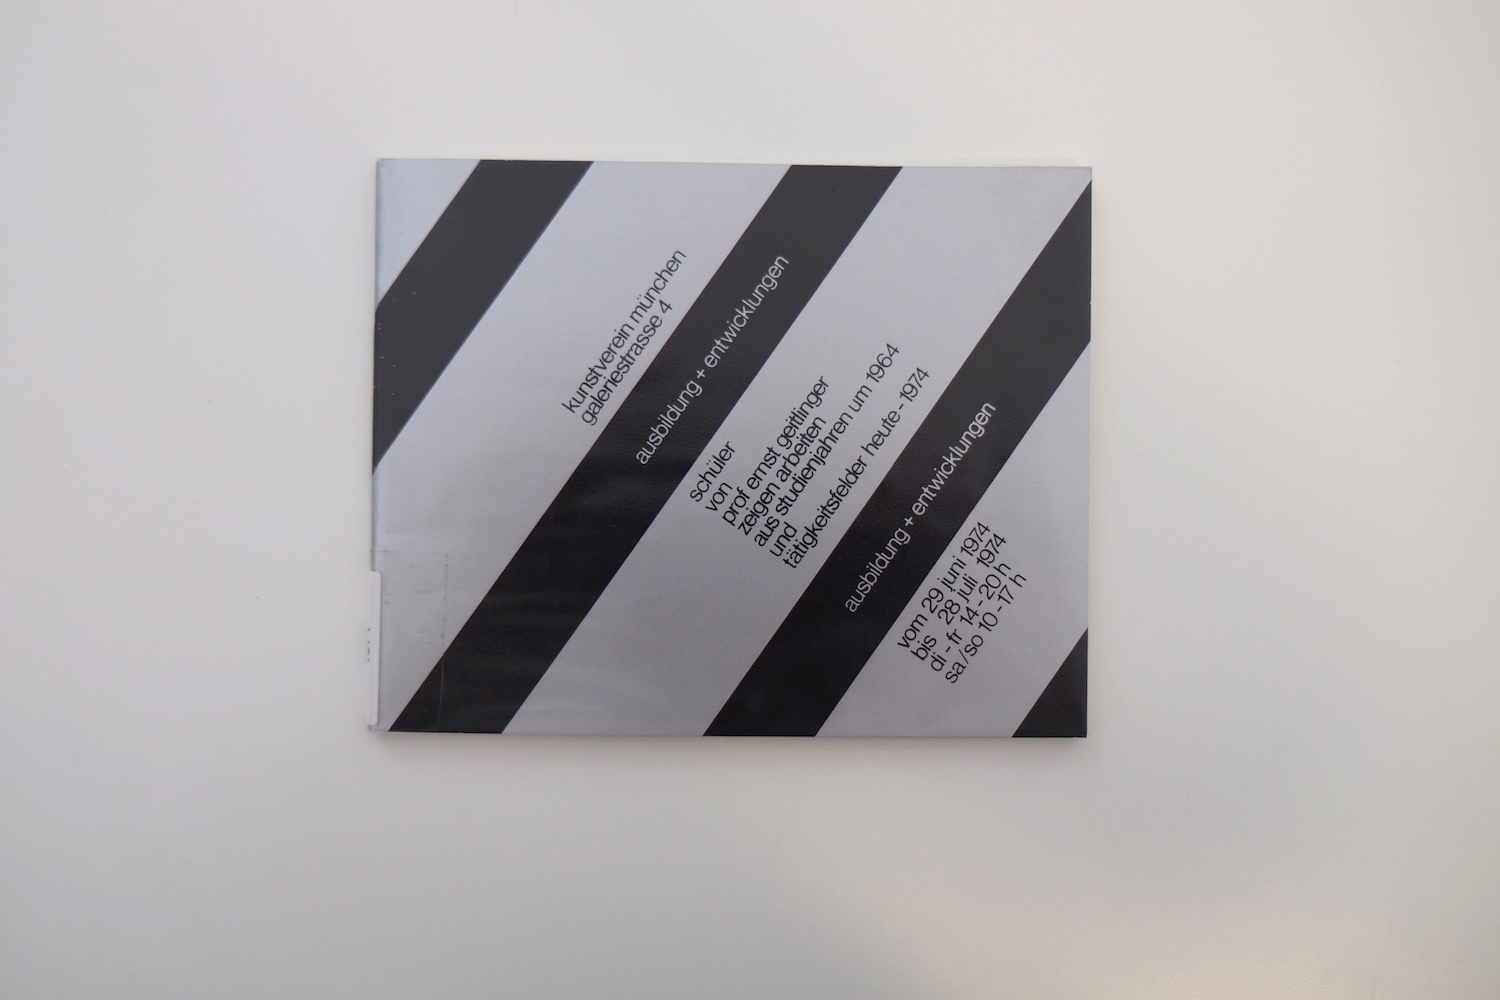 kunstverein münchen
galeriestrasse 4
ausbildung + entwicklungen
schüler
von
prof ernst geitlinger
zeigen arbeiten
aus studienjahren um 1964
und
tätigkeitsfelder heute - 1974
ausbildung + entwicklungen
vom 29 juni 1974
bis 28 juli 1974
di - fr 14 - 20 h
sa / so 10 - 17 h